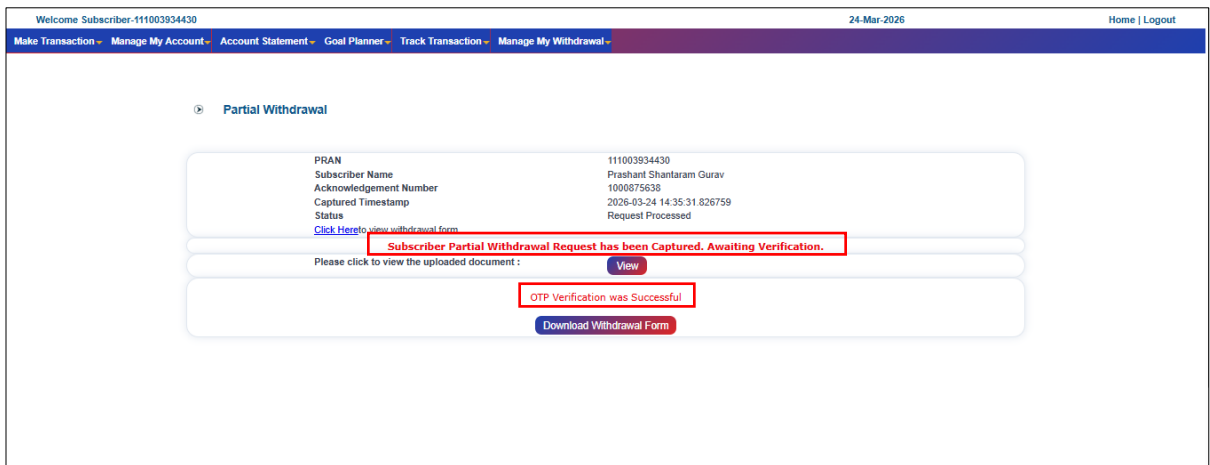 Welcome Subscriber-111003934430 24-Mar-2026 Home | Logout
Make Transaction Manage My Account Account Statement Goal Planner Track Transaction Manage My Withdrawal
Partial Withdrawal
PRAN 111003934430
Subscriber Name Prashant Shantaram Gurav
Acknowledgement Number 1000875638
Captured Timestamp 2026-03-24 14:35:31.826759
Status Request Processed
Click Hereto view withdrawal form
Subscriber Partial Withdrawal Request has been Captured. Awaiting Verification.
Please click to view the uploaded document : View
OTP Verification was Successful
Download Withdrawal Form